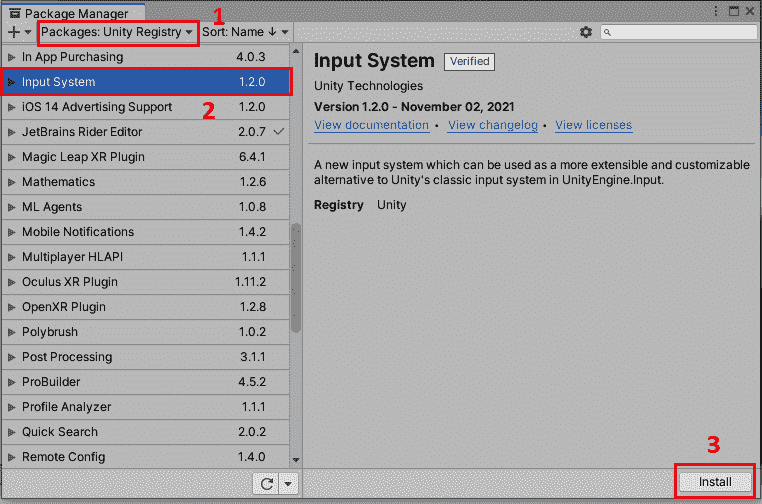 Package Manager
1
Packages: Unity Registry Sort: Name
In App Purchasing 4.0.3
Input System 1.2.0
2
iOS 14 Advertising Support 1.2.0
JetBrains Rider Editor 2.0.7
Magic Leap XR Plugin 6.4.1
Mathematics 1.2.6
ML Agents 1.0.8
Mobile Notifications 1.4.2
Multiplayer HLAPI 1.1.1
Oculus XR Plugin 1.11.2
OpenXR Plugin 1.2.8
Polybrush 1.0.2
Post Processing 3.1.1
ProBuilder 4.5.2
Profile Analyzer 1.1.1
Quick Search 2.0.2
Remote Config 1.4.0
Input System Verified
Unity Technologies
Version 1.2.0 - November 02, 2021
View documentation • View changelog • View licenses
A new input system which can be used as a more extensible and customizable
alternative to Unity's classic input system in UnityEngine.Input.
Registry Unity
3
Install